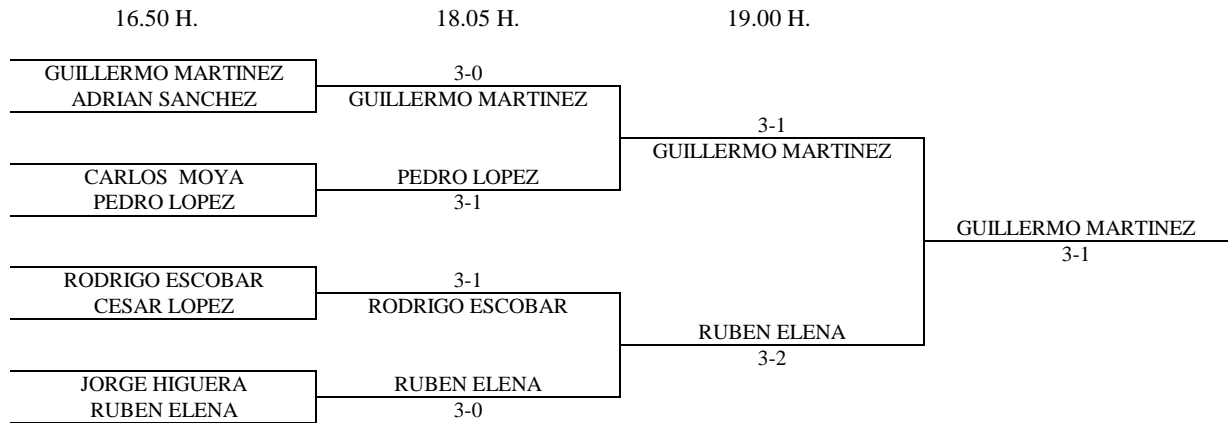 16.50 H. 18.05 H. 19.00 H.
GUILLERMO MARTINEZ
ADRIAN SANCHEZ
CARLOS MOYA
PEDRO LOPEZ
RODRIGO ESCOBAR
CESAR LOPEZ
JORGE HIGUERA
RUBEN ELENA
3-0
GUILLERMO MARTINEZ
PEDRO LOPEZ
3-1
3-1
RODRIGO ESCOBAR
RUBEN ELENA
3-0
3-1
GUILLERMO MARTINEZ
RUBEN ELENA
3-2
GUILLERMO MARTINEZ
3-1